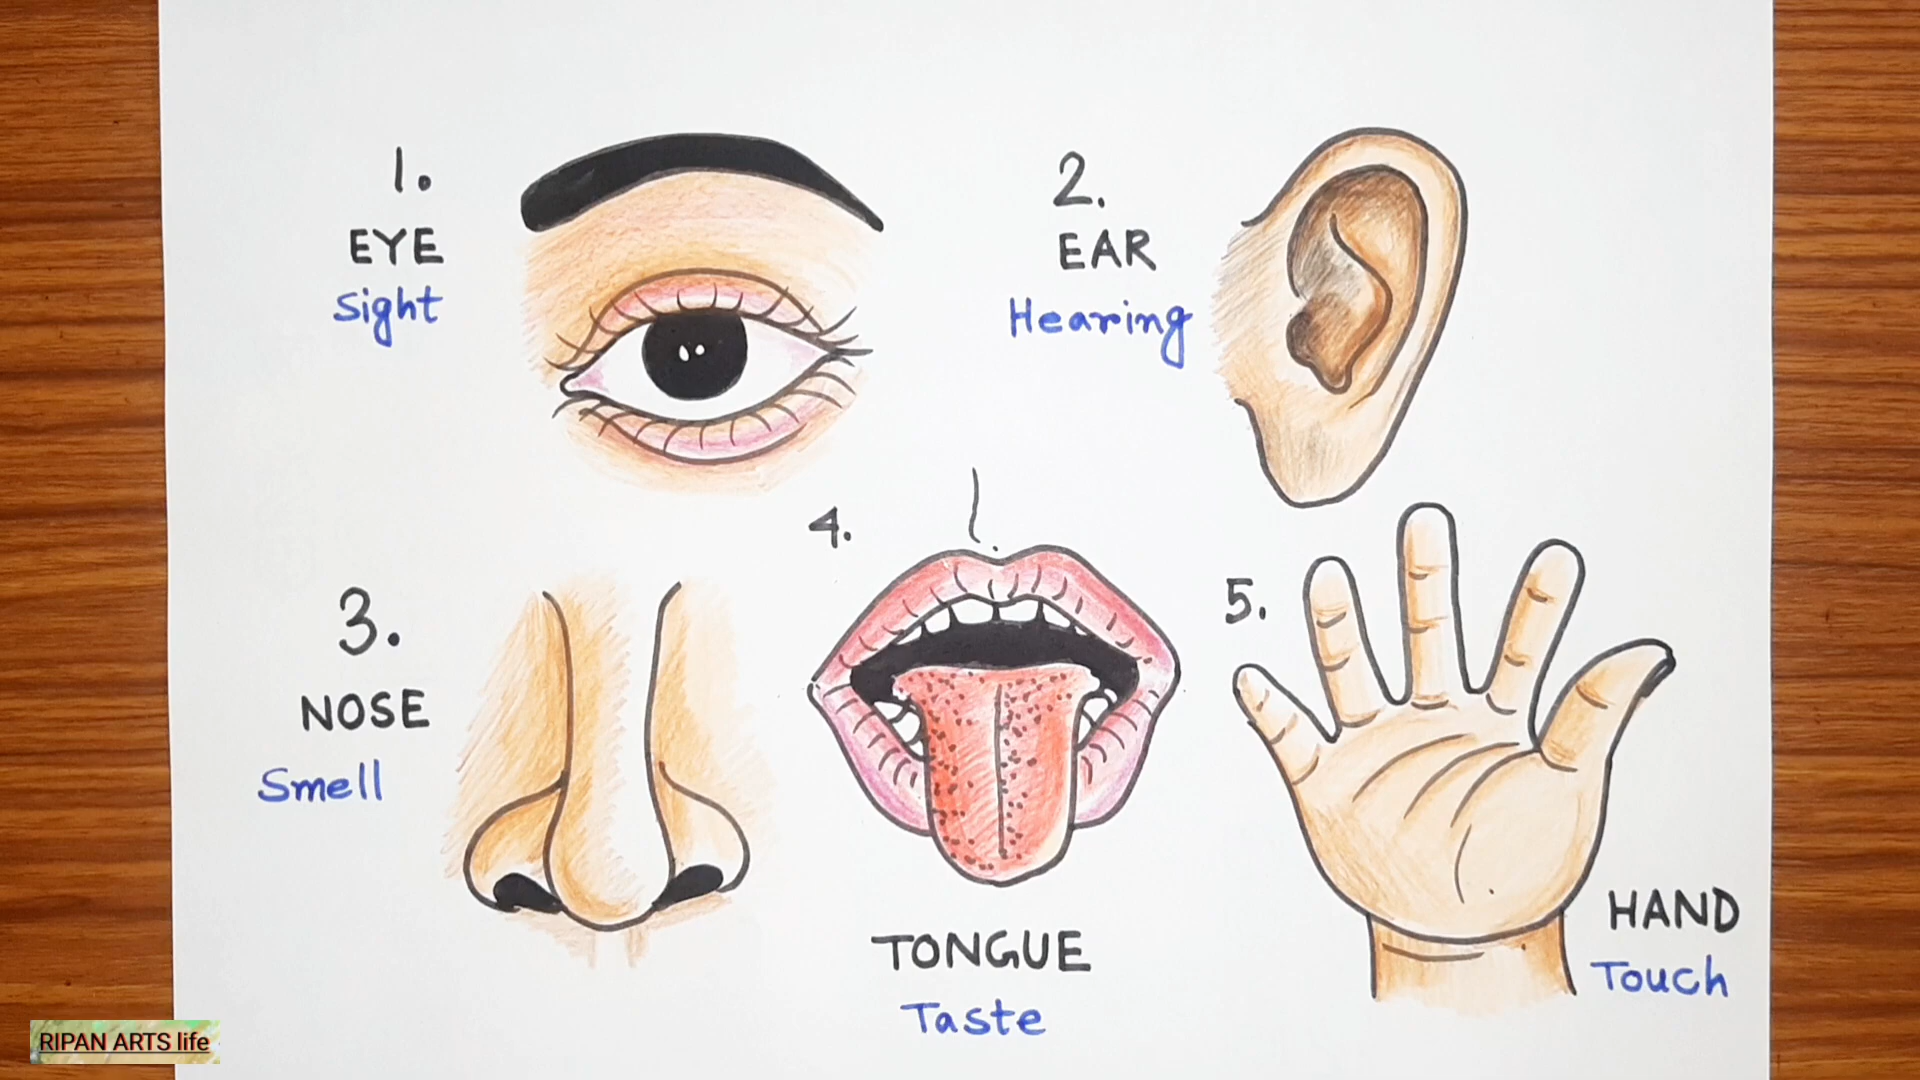 1.
EYE
Sight
2.
EAR
Hearing
3.
NOSE
Smell
4.
TONGUE
Taste
5.
HAND
Touch
RIPAN ARTS life